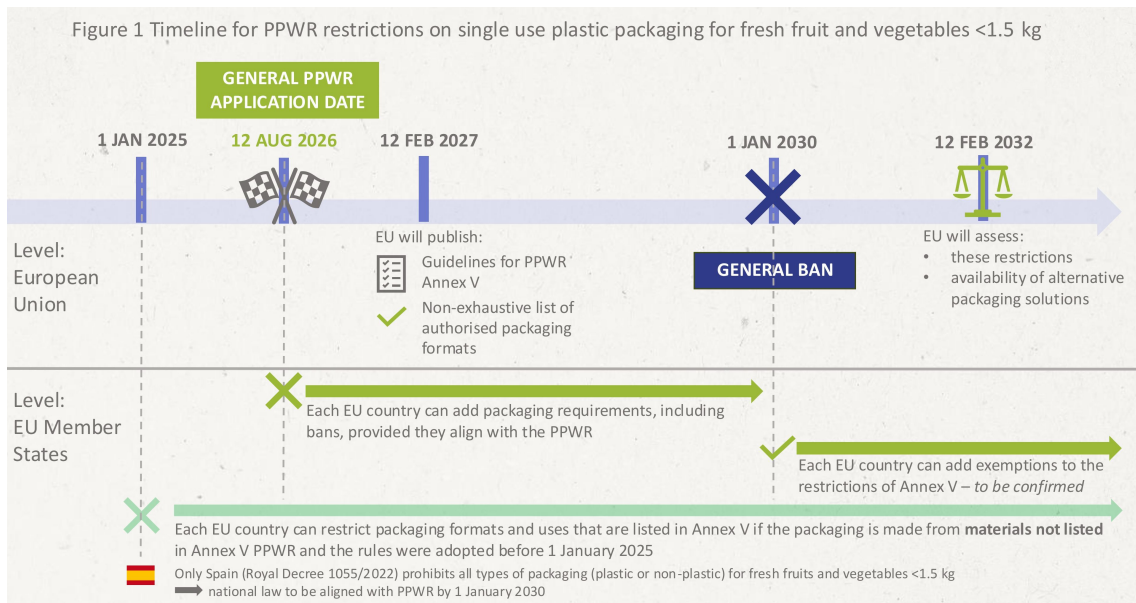 Figure 1 Timeline for PPWR restrictions on single use plastic packaging for fresh fruit and vegetables <1.5 kg
GENERAL PPWR
APPLICATION DATE
1 JAN 2025
12 AUG 2026
12 FEB 2027
1 JAN 2030
12 FEB 2032
Level:
European
Union
EU will publish:
Guidelines for PPWR
Annex V
Non-exhaustive list of
authorised packaging
formats
GENERAL BAN
EU will assess:
• these restrictions
• availability of alternative
packaging solutions
Level:
EU Member
States
Each EU country can add packaging requirements, including
bans, provided they align with the PPWR
Each EU country can add exemptions to the
restrictions of Annex V – to be confirmed
Each EU country can restrict packaging formats and uses that are listed in Annex V if the packaging is made from materials not listed
in Annex V PPWR and the rules were adopted before 1 January 2025
Only Spain (Royal Decree 1055/2022) prohibits all types of packaging (plastic or non-plastic) for fresh fruits and vegetables <1.5 kg
national law to be aligned with PPWR by 1 January 2030